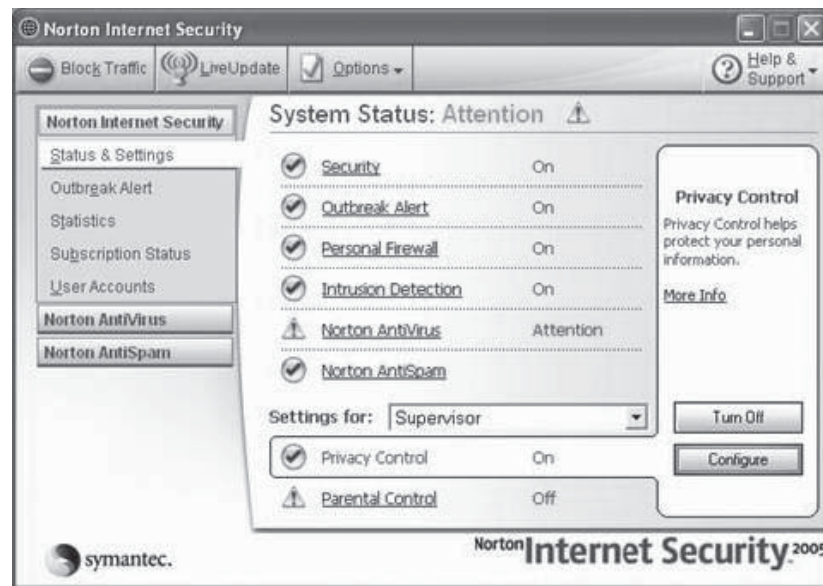 Norton Internet Security
Block Traffic
LiveUpdate
Options
Help &
Support
Norton Internet Security
Status & Settings
Outbreak Alert
Statistics
Subscription Status
User Accounts
Norton AntiVirus
Norton AntiSpam
System Status: Attention
Security On
Outbreak Alert On
Personal Firewall On
Intrusion Detection On
Norton AntiVirus Attention
Norton AntiSpam
Settings for: Supervisor
Privacy Control On
Parental Control Off
Privacy Control
Privacy Control helps
protect your personal
information.
More Info
Turn Off
Configure
symantec.
Norton Internet Security 2005